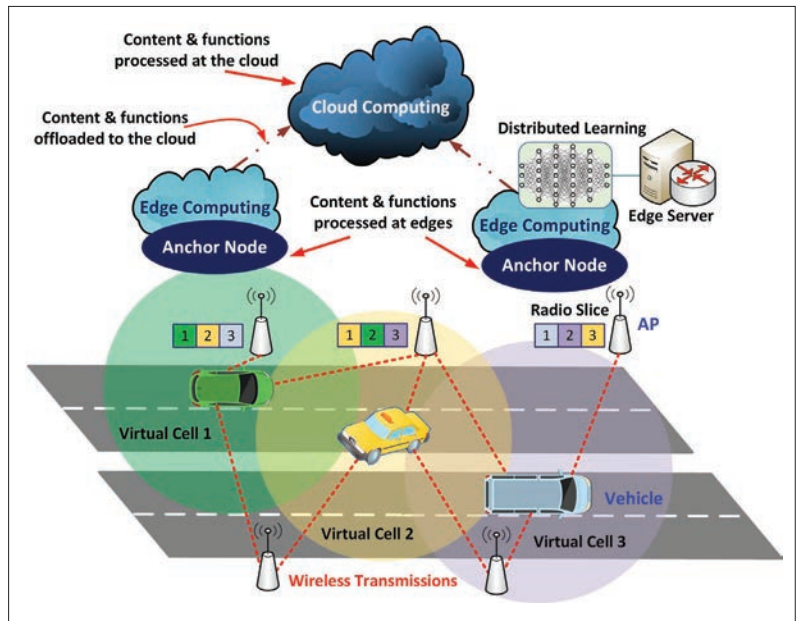 Content & functions
processed at the cloud
Cloud Computing
Content & functions
offloaded to the cloud
Distributed Learning
Edge Server
Edge Computing
Anchor Node
Content & functions
processed at edges
Edge Computing
Anchor Node
Radio Slice
AP
1 2 3
1 2 3
1 2 3
Virtual Cell 1
Vehicle
Virtual Cell 2
Virtual Cell 3
Wireless Transmissions